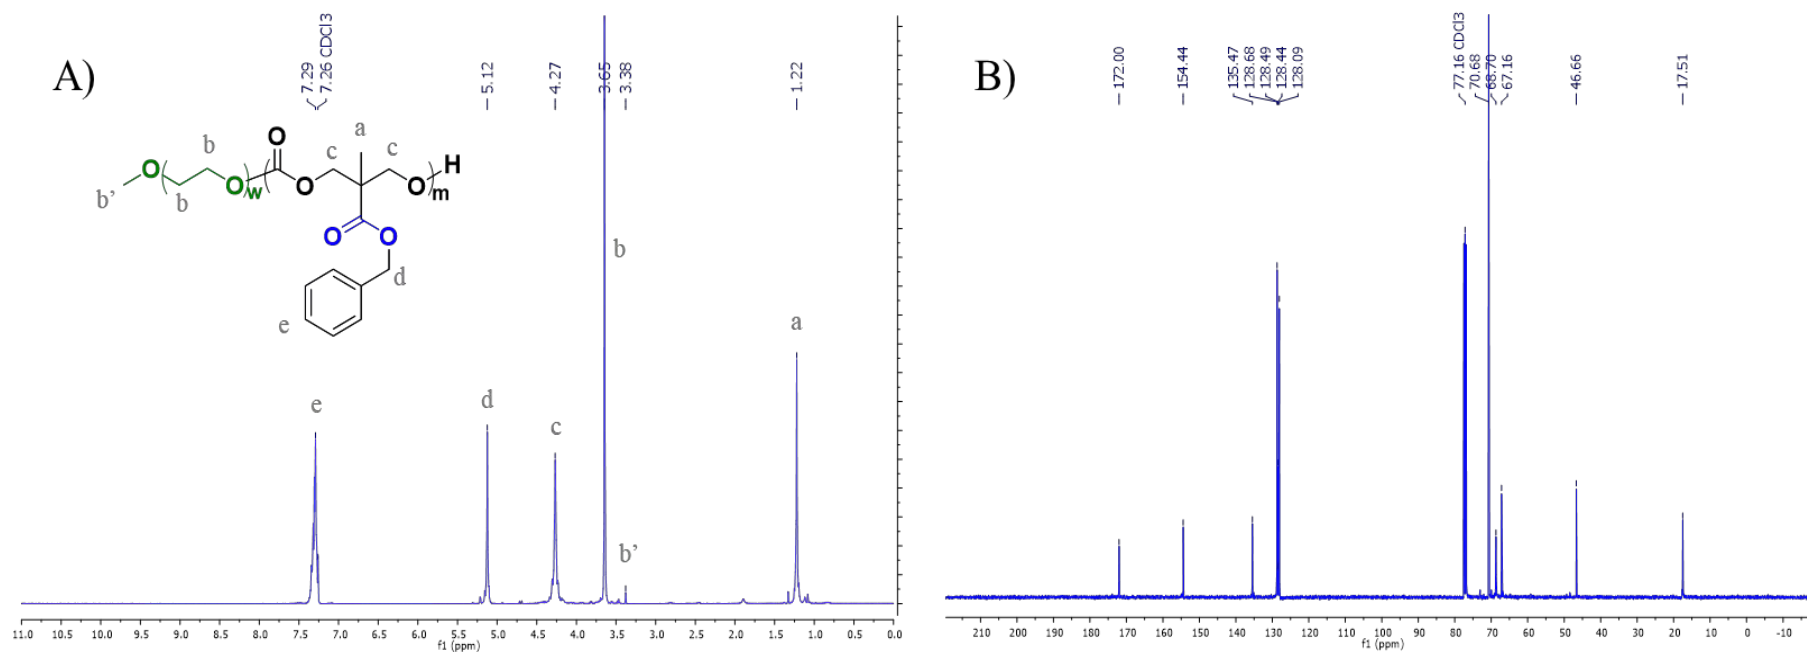 A)
7.29
7.26 CDCl3
5.12
4.27
3.65
3.38
1.22
O
a
H
b
c
c
O
O
w
O
O
m
b'
b
O
O
d
e
b
a
e
d
c
b'
11.0 10.5 10.0 9.5 9.0 8.5 8.0 7.5 7.0 6.5 6.0 5.5 5.0 4.5 4.0 3.5 3.0 2.5 2.0 1.5 1.0 0.5 0.0
f1 (ppm)
B)
172.00
154.44
135.47
128.68
128.49
128.44
128.09
77.16 CDCl3
70.68
68.70
67.16
46.66
17.51
210 200 190 180 170 160 150 140 130 120 110 100 90 80 70 60 50 40 30 20 10 0 -10
f1 (ppm)